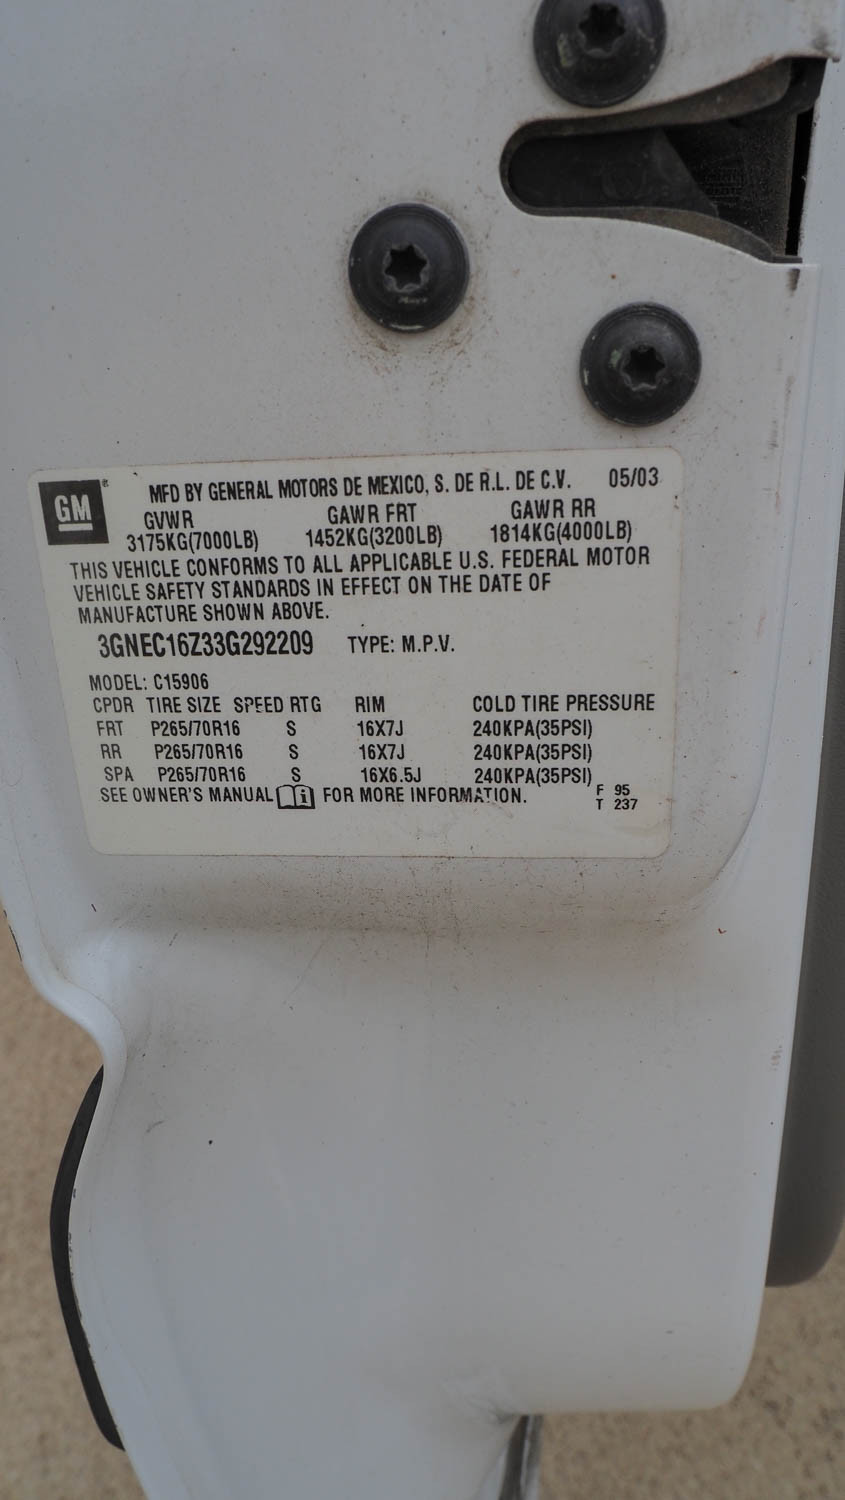 GM ® MFD BY GENERAL MOTORS DE MEXICO, S. DE R.L. DE C.V. 05/03
GVWR GAWR FRT GAWR RR
3175KG(7000LB) 1452KG(3200LB) 1814KG(4000LB)
THIS VEHICLE CONFORMS TO ALL APPLICABLE U.S. FEDERAL MOTOR
VEHICLE SAFETY STANDARDS IN EFFECT ON THE DATE OF
MANUFACTURE SHOWN ABOVE.
3GNEC16Z33G292209 TYPE: M.P.V.
MODEL: C15906
CPDR TIRE SIZE SPEED RTG RIM COLD TIRE PRESSURE
FRT P265/70R16 S 16X7J 240KPA(35PSI)
RR P265/70R16 S 16X7J 240KPA(35PSI)
SPA P265/70R16 S 16X6.5J 240KPA(35PSI)
SEE OWNER'S MANUAL i FOR MORE INFORMATION. F 95
T 237